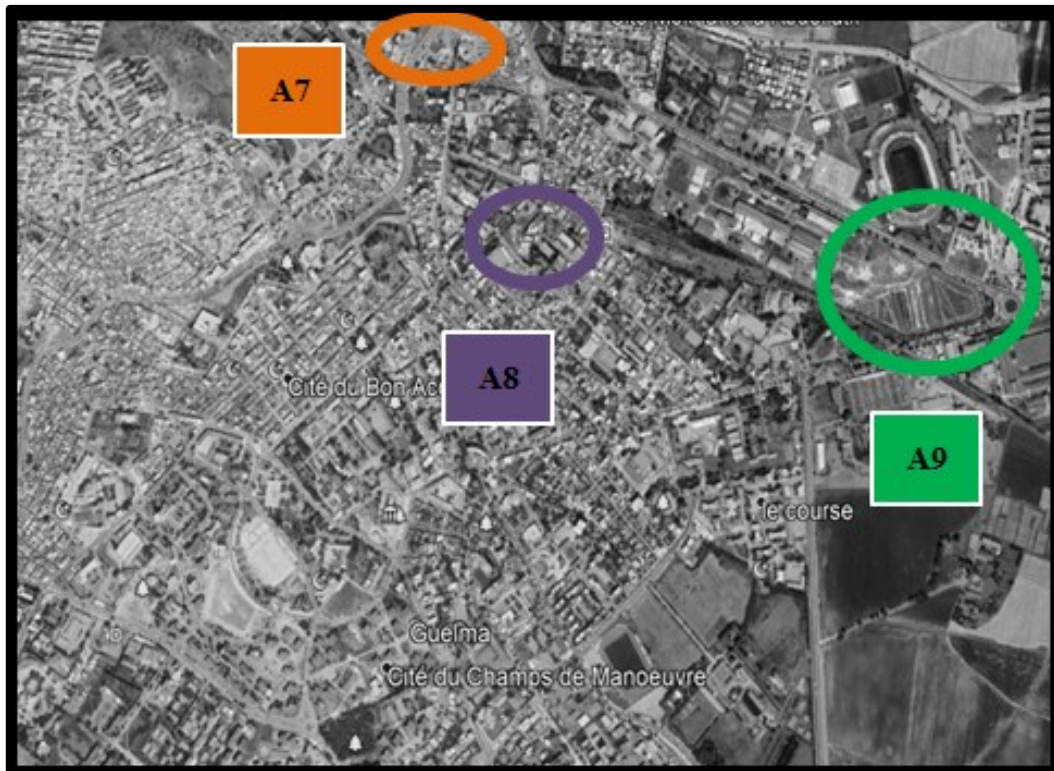 A7
A8
Cité du Bon Acc
A9
le course
Guelma
Cité du Champs de Manoeuvre